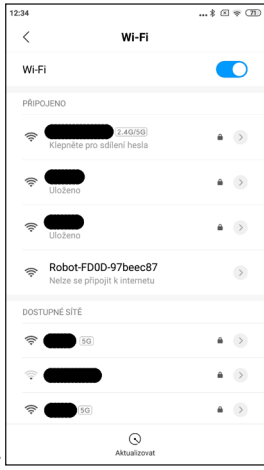 12:34
... 71
Wi-Fi
Wi-Fi
PŘIPOJENO
2.4G/5G
Klepněte pro sdílení hesla
Uloženo
Uloženo
Robot-FD0D-97beec87
Nelze se připojit k internetu
DOSTUPNÉ SÍTĚ
5G
5G
Aktualizovat